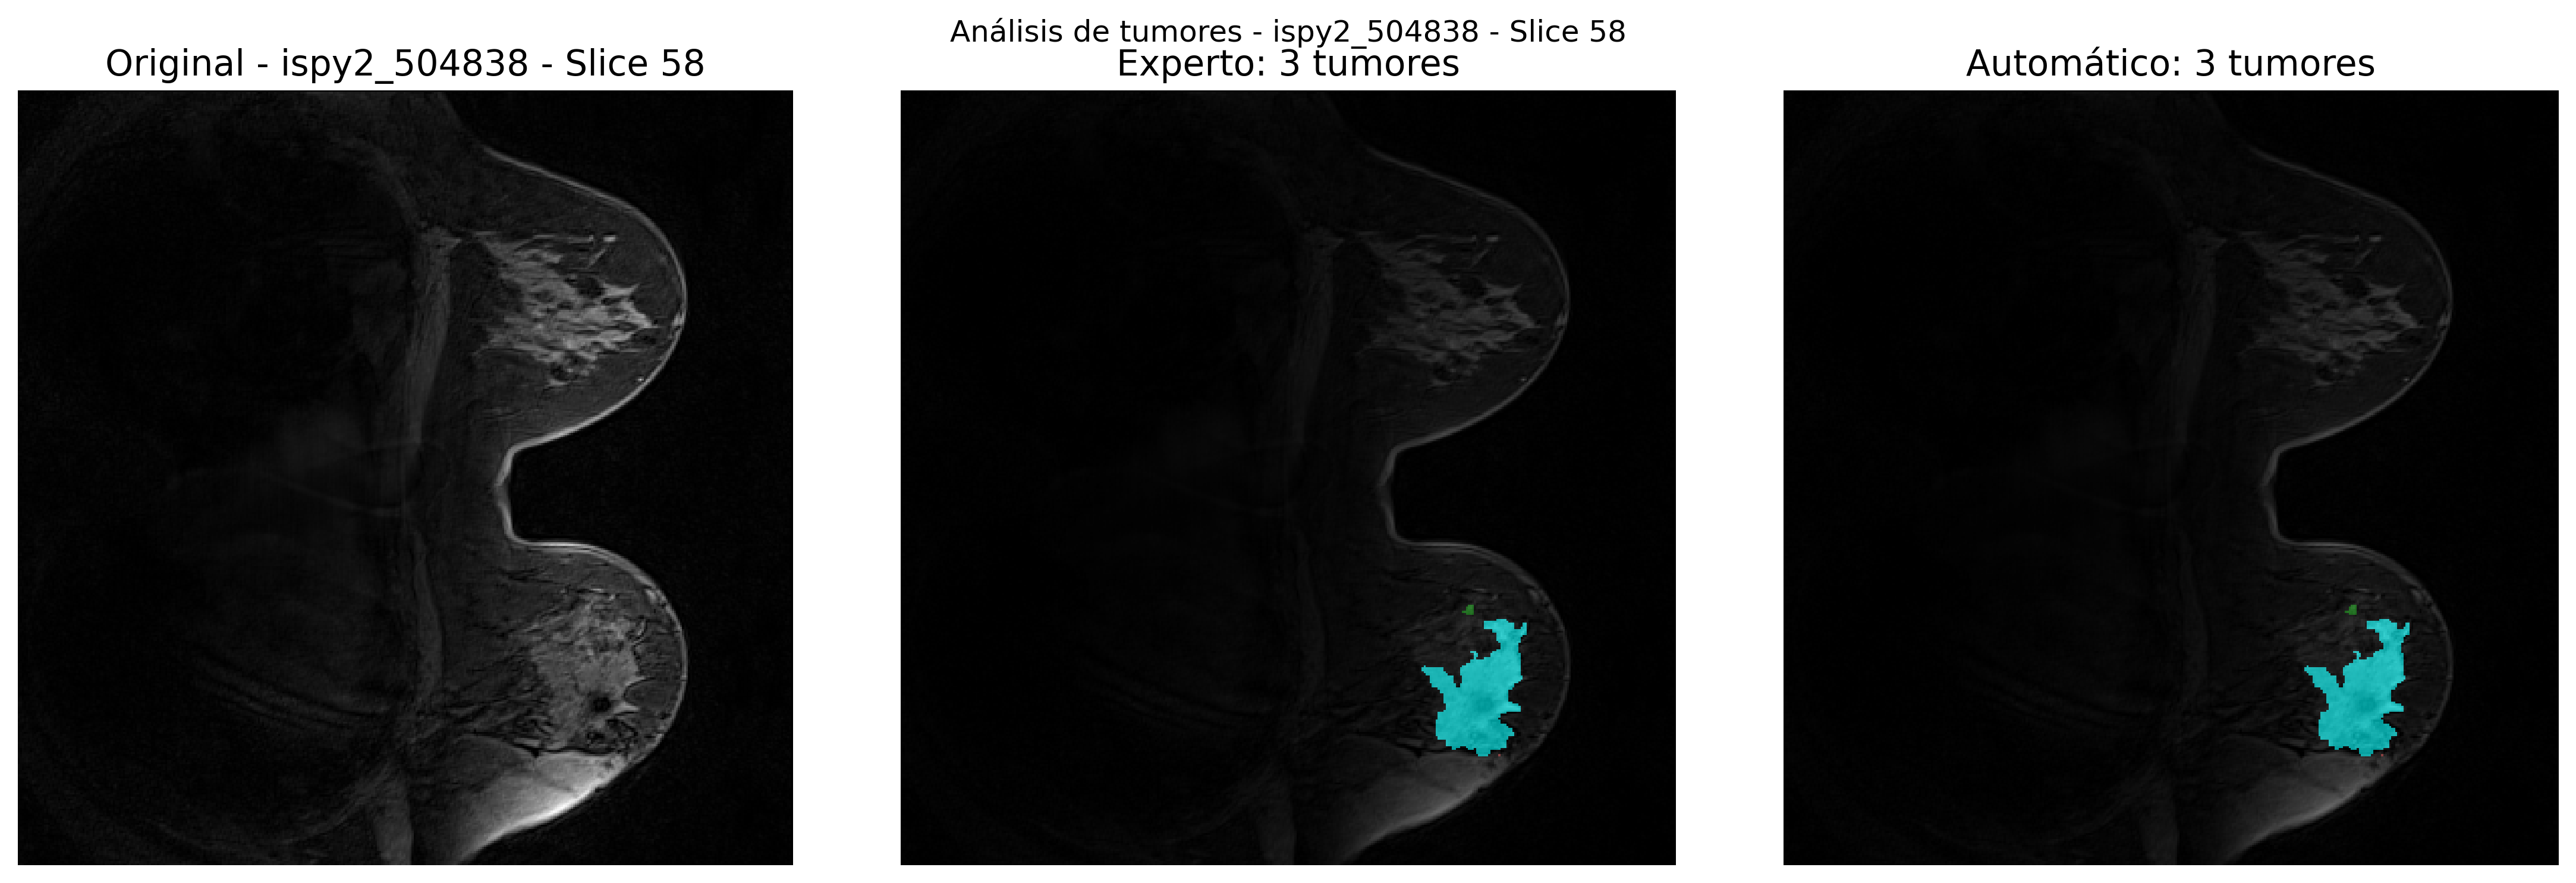 Análisis de tumores - ispy2_504838 - Slice 58
Original - ispy2_504838 - Slice 58
Experto: 3 tumores
Automático: 3 tumores